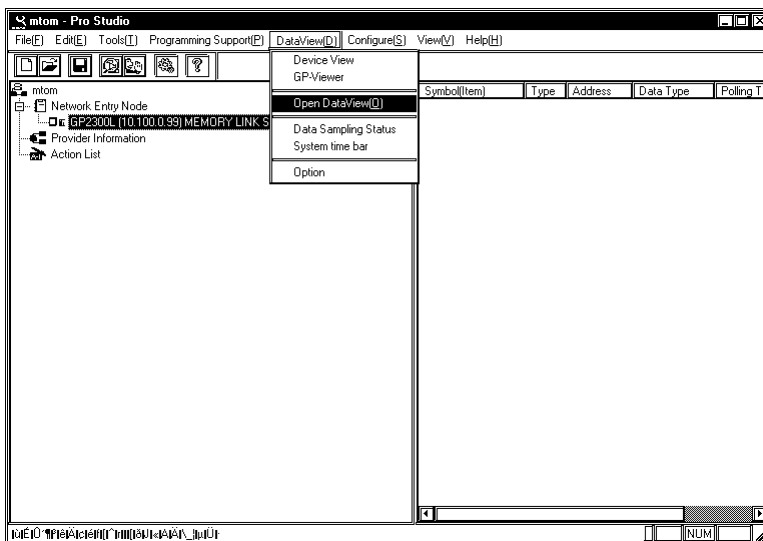 mtom - Pro Studio
File(F) Edit(E) Tools(T) Programming Support(P) DataView(D) Configure(S) View(V) Help(H)
Device View
GP-Viewer
Open DataView(O)
Data Sampling Status
System time bar
Option
mtom
Network Entry Node
GP2300L (10.100.0.99) MEMORY LINK S
Provider Information
Action List
Symbol(Item) Type Address Data Type Polling T
NUM